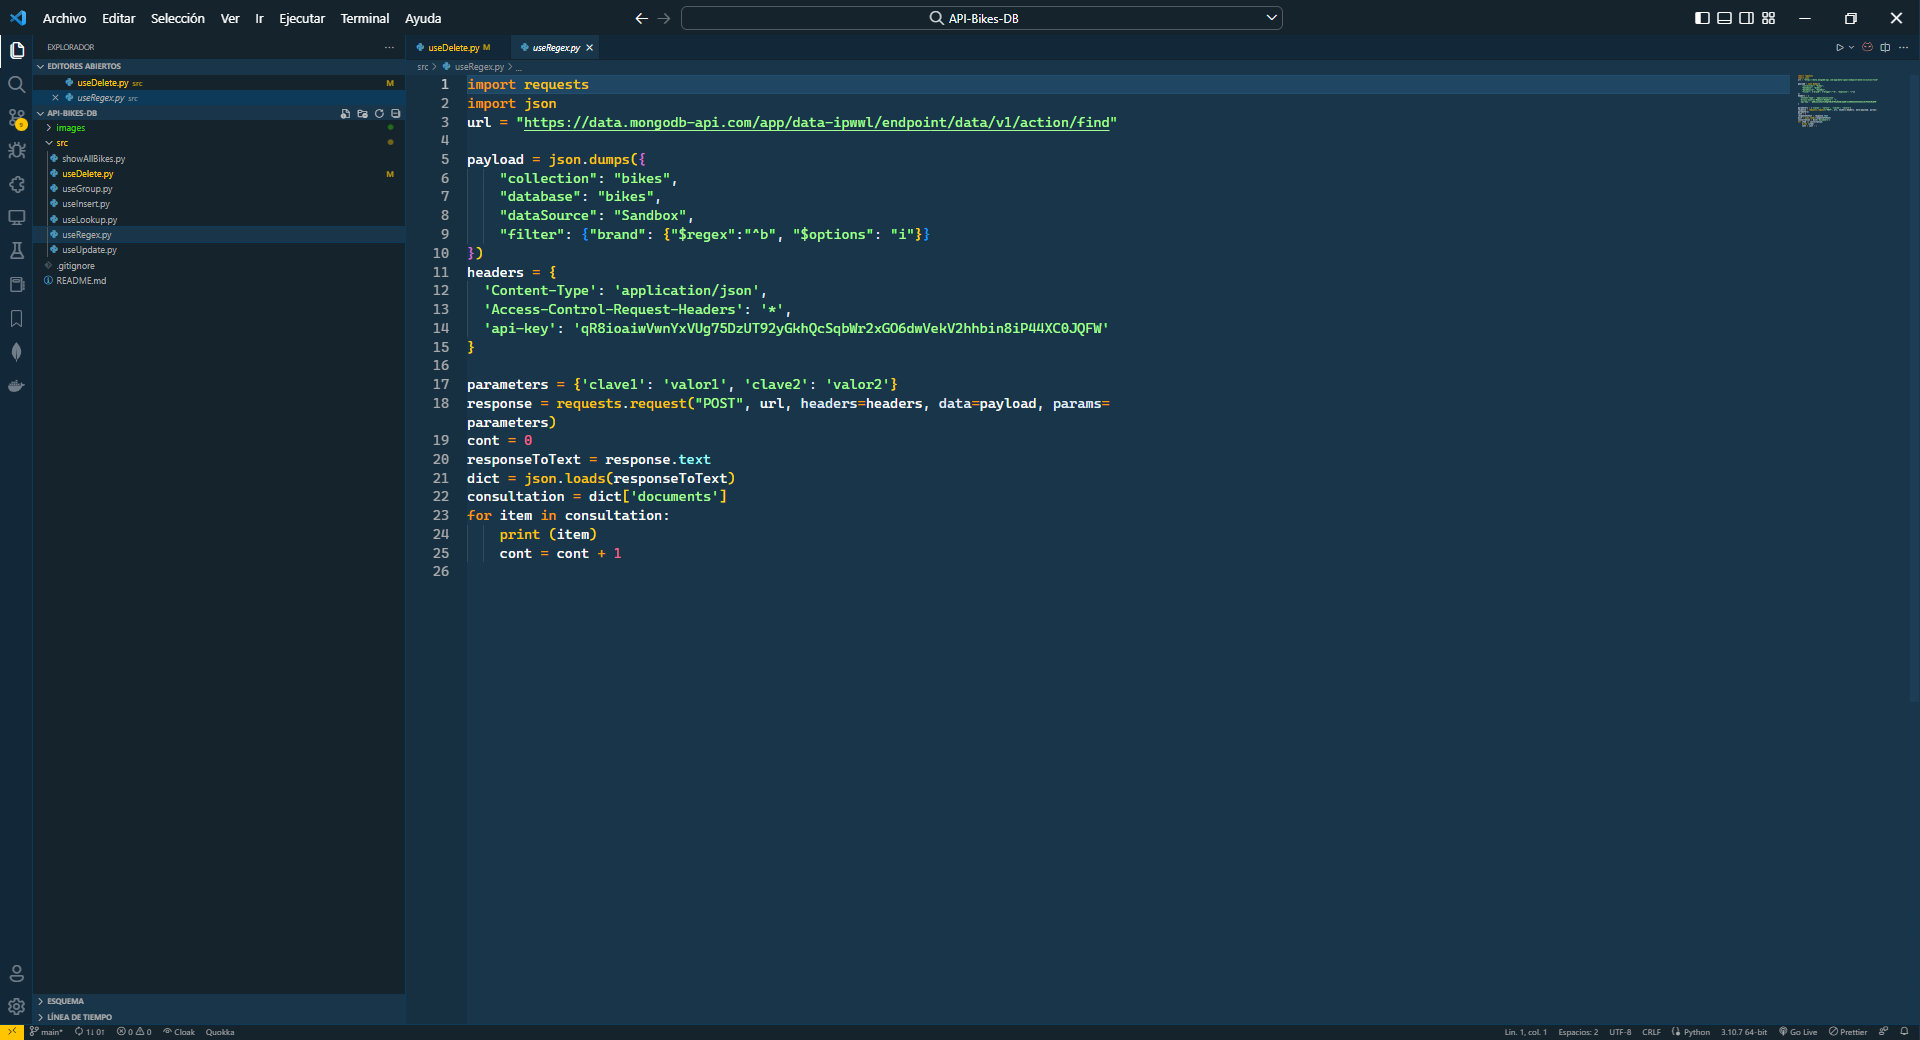 Archivo Editar Selección Ver Ir Ejecutar Terminal Ayuda
API-Bikes-DB
EXPLORADOR
EDITORES ABIERTOS
useDelete.py src M
useRegex.py src
API-BIKES-DB
images
src
showAllBikes.py
useDelete.py M
useGroup.py
useInsert.py
useLookup.py
useRegex.py
useUpdate.py
.gitignore
README.md
ESQUEMA
LÍNEA DE TIEMPO
useDelete.py M useRegex.py
src > useRegex.py > ...
1 import requests
2 import json
3 url = "https://data.mongodb-api.com/app/data-ipwwl/endpoint/data/v1/action/find"
4
5 payload = json.dumps({
6 "collection": "bikes",
7 "database": "bikes",
8 "dataSource": "Sandbox",
9 "filter": {"brand": {"$regex":"^b", "$options": "i"}}
10 })
11 headers = {
12 'Content-Type': 'application/json',
13 'Access-Control-Request-Headers': '*',
14 'api-key': 'qR8ioaiwVwnYxVUg75DzUT92yGkhQcSqbWr2xGO6dwVekV2hhbin8iP44XC0JQFW'
15 }
16
17 parameters = {'clave1': 'valor1', 'clave2': 'valor2'}
18 response = requests.request("POST", url, headers=headers, data=payload, params=
parameters)
19 cont = 0
20 responseToText = response.text
21 dict = json.loads(responseToText)
22 consultation = dict['documents']
23 for item in consultation:
24 print (item)
25 cont = cont + 1
26
main* 1↓ 0↑ 0 0 Cloak Quokka
Lín. 1, col. 1 Espacios: 2 UTF-8 CRLF Python 3.10.7 64-bit Go Live Prettier